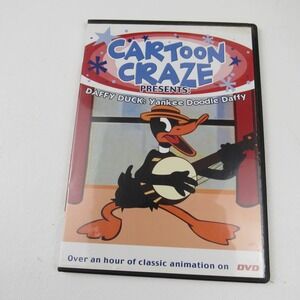 CARTOON
CRAZE
PRESENTS:
DAFFY DUCK: Yankee Doodle Daffy
Over an hour of classic animation on DVD